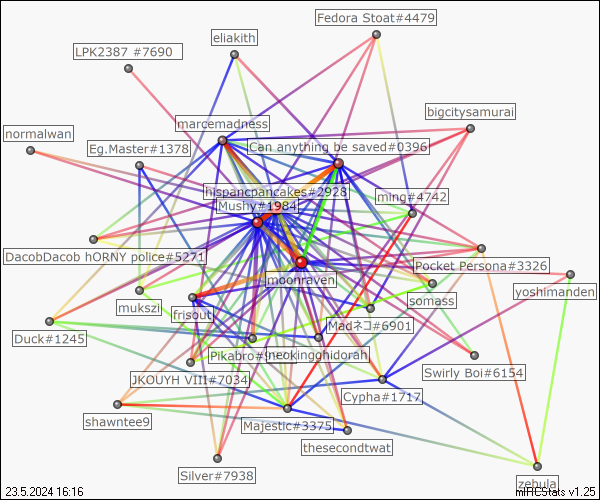 Fedora Stoat#4479
eliakith
LPK2387 #7690
bigcitysamurai
marcemadness
normalwan
Can anything be saved#0396
Eg.Master#1378
hispancpancakes#2928
ming#4742
Mushy#1984
DacobDacob hORNY police#5271
Pocket Persona#3326
moonraven
yoshimanden
mukszi
somass
frisout
Madネコ#6901
Duck#1245
neokingghidorah
Swirly Boi#6154
JKOUYH VIII#7034
Cypha#1717
shawntee9
Majestic#3375
thesecondtwat
Silver#7938
zebula
23.5.2024 16:16
mIRCStats v1.25